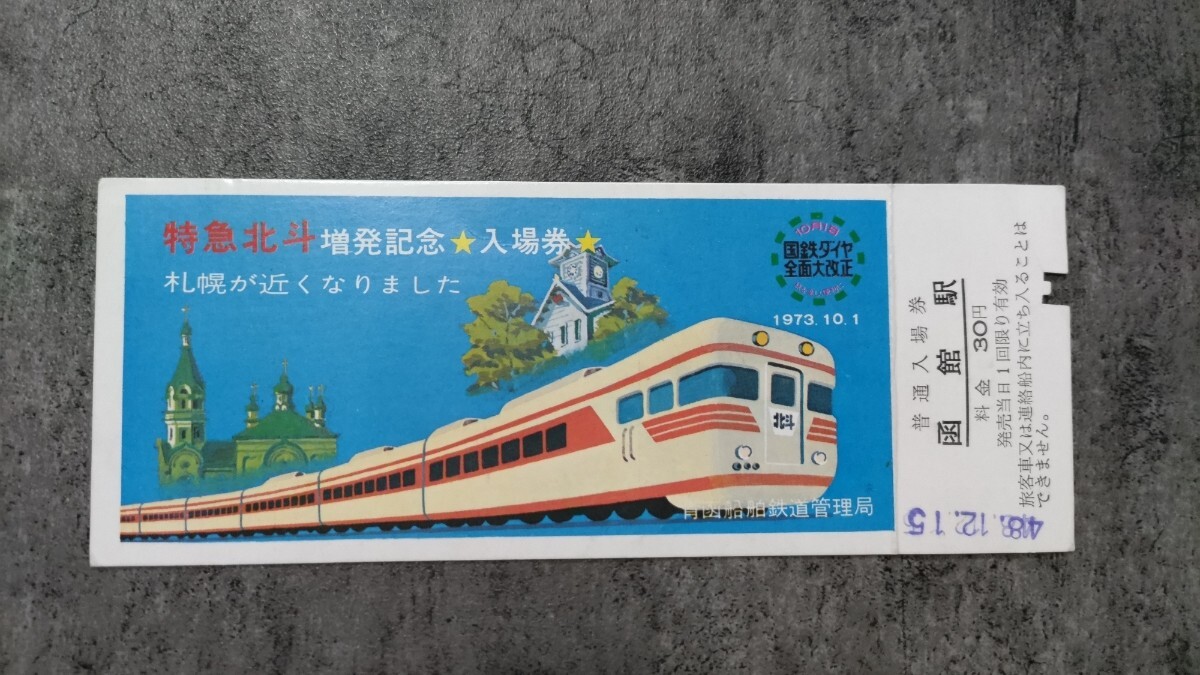 特急北斗増発記念★入場券★
札幌が近くなりました
10月1日
国鉄ダイヤ
全面大改正
1973.10.1
青函船舶鉄道管理局
普通入場券
函館駅
料金 30円
発売当日1回限り有効
旅客車又は連絡船内に立ち入ることは
できません。
48.12.15